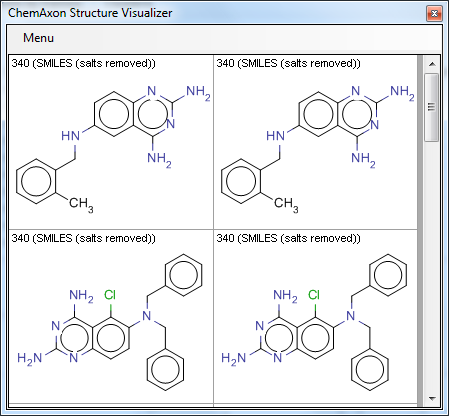 ChemAxon Structure Visualizer
Menu
340 (SMILES (salts removed)) 340 (SMILES (salts removed))
N NH2 N NH2
HN N HN N
NH2 NH2
CH3 CH3
340 (SMILES (salts removed)) 340 (SMILES (salts removed))
NH2 Cl NH2 Cl
N N N N
H2N N H2N N